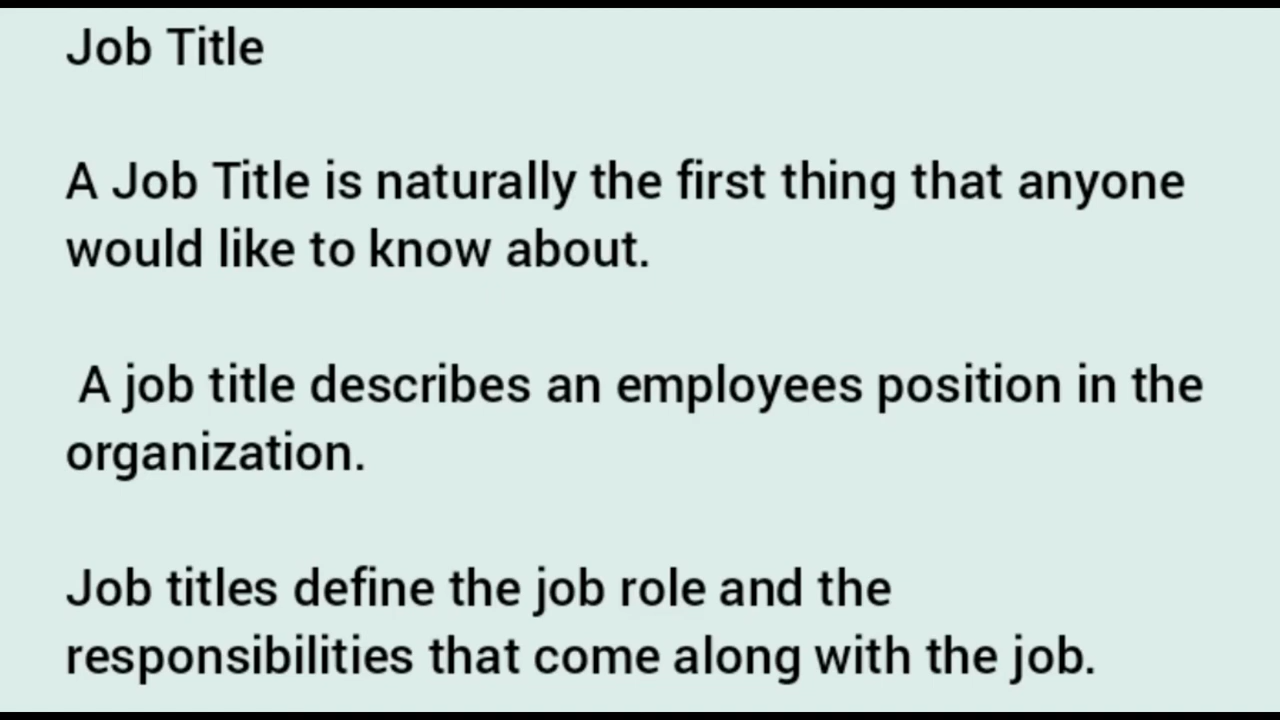 Job Title
A Job Title is naturally the first thing that anyone
would like to know about.
A job title describes an employees position in the
organization.
Job titles define the job role and the
responsibilities that come along with the job.